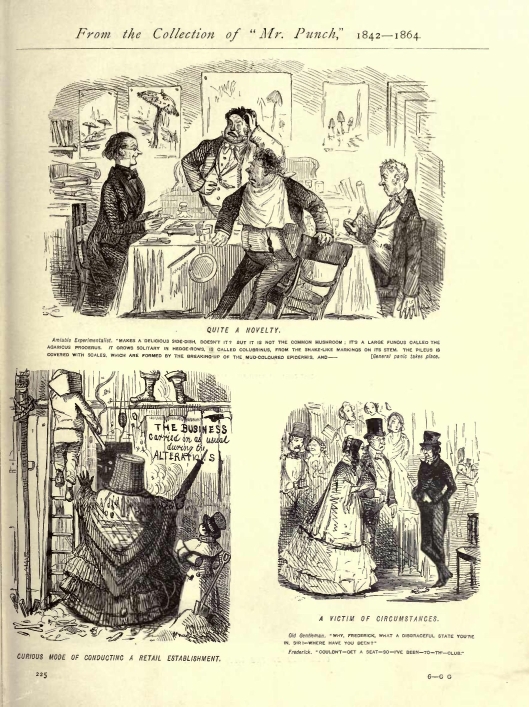 From the Collection of "Mr. Punch," 1842—1864.
QUITE A NOVELTY.
Amiable Experimentalist. "MAKES A DELICIOUS SIDE-DISH, DOESN'T IT? BUT IT IS NOT THE COMMON MUSHROOM; IT'S A LARGE FUNGUS CALLED THE
AGARICUS PROCERUS. IT GROWS SOLITARY IN HEDGE-ROWS, IS CALLED COLUBRINUS, FROM THE SNAKE-LIKE MARKINGS ON ITS STEM. THE PILEUS IS
COVERED WITH SCALES, WHICH ARE FORMED BY THE BREAKING-UP OF THE MUD-COLOURED EPIDERMIS, AND— [General panic takes place.
THE BUSINESS
Carried on as usual
during the
ALTERATIONS
CURIOUS MODE OF CONDUCTING A RETAIL ESTABLISHMENT.
A VICTIM OF CIRCUMSTANCES.
Old Gentleman. "WHY, FREDERICK, WHAT A DISGRACEFUL STATE YOU'RE
IN, SIR!—WHERE HAVE YOU BEEN?"
Frederick. "COULDN'T—GET A SEAT—SO—I'VE BEER—TO—TH'—CLUB."
225
6—G G